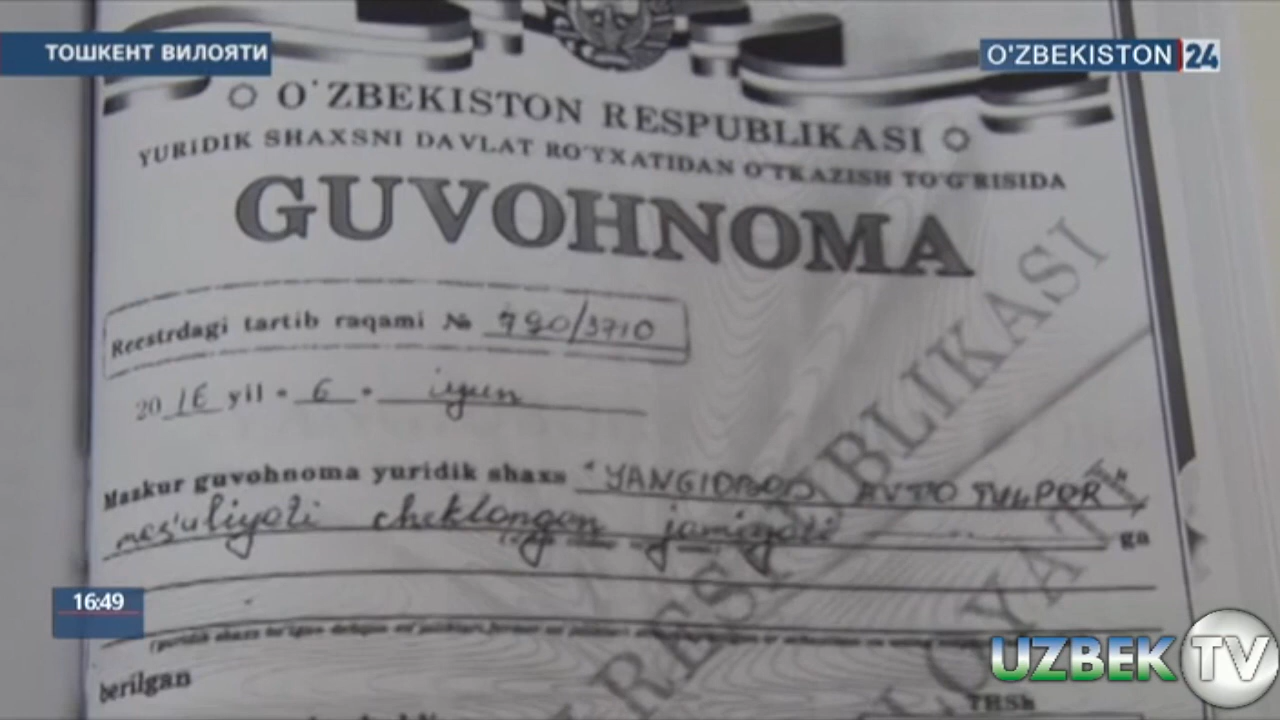 ТОШКЕНТ ВИЛОЯТИ
O'ZBEKISTON 24
O'ZBEKISTON RESPUBLIKASI
YURIDIK SHAXSNI DAVLAT RO'YXATIDAN O'TKAZISH TO'G'RISIDA
GUVOHNOMA
Reestrdagi tartib raqami № 790/3710
2016 yil " 6 " iyun
Mazkur guvohnoma yuridik shaxs "YANGIOBOD AVTO TULPOR"
mas'uliyati cheklangan jamiyati ga
16:49
berilgan
RESPUBLIKASI
UZBEK TV